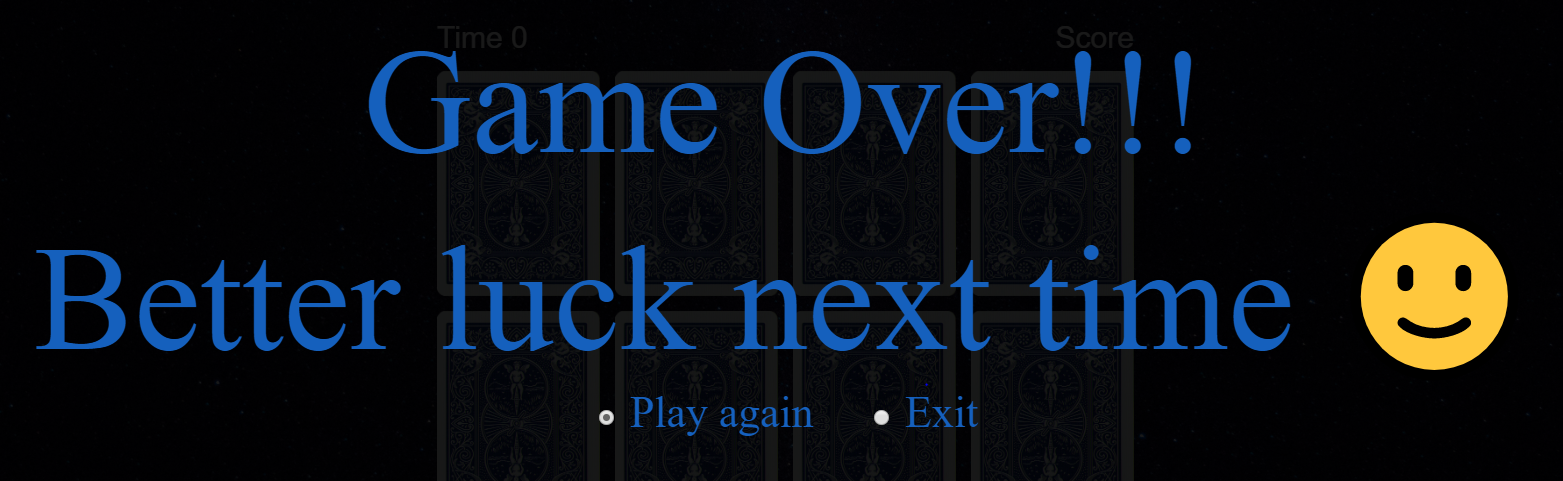 Time 0 Score
Game Over!!!
Better luck next time 🙂
Play again Exit